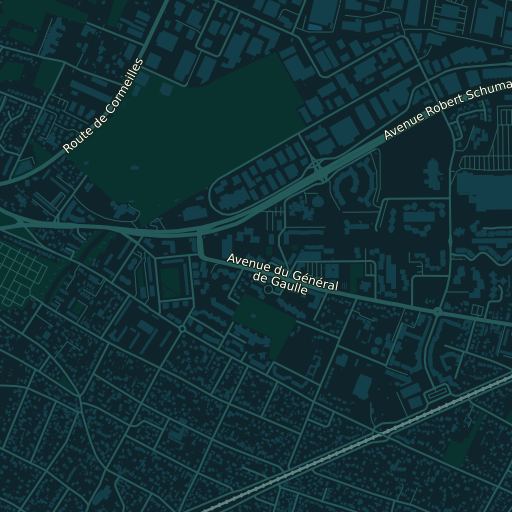 Route de Cormeilles
Avenue Robert Schuma
Avenue du Général
de Gaulle